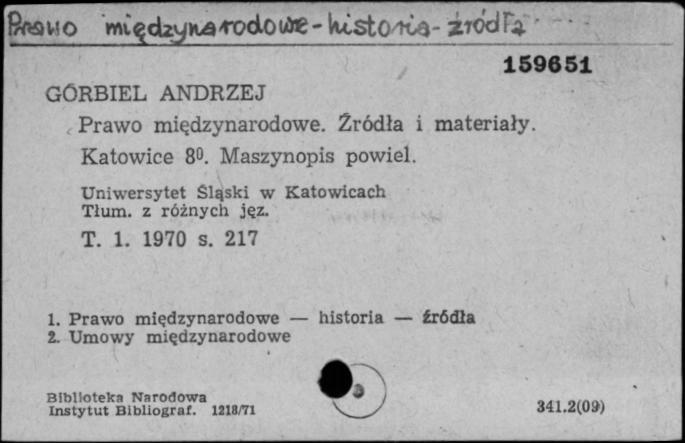 Prawo międzynarodowe - historia - źródła
159651
GÓRBIEL ANDRZEJ
Prawo międzynarodowe. Źródła i materiały.
Katowice 8⁰. Maszynopis powiel.
Uniwersytet Śląski w Katowicach
Tłum. z różnych jęz.
T. 1. 1970 s. 217
1. Prawo międzynarodowe — historia — źródła
2. Umowy międzynarodowe
Biblioteka Narodowa
Instytut Bibliograf. 1218/71
341.2(09)